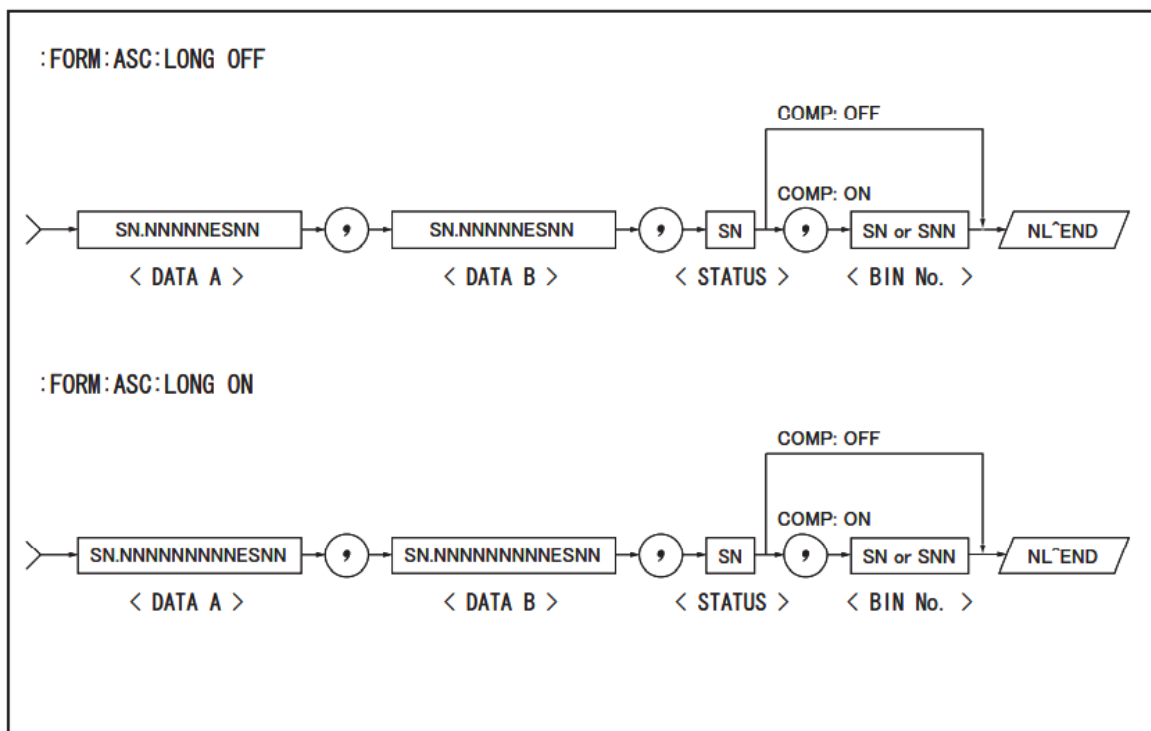 :FORM:ASC:LONG OFF
COMP: OFF
COMP: ON
SN.NNNNNESNN , SN.NNNNNESNN , SN , SN or SNN NL^END
< DATA A > < DATA B > < STATUS > < BIN No. >
:FORM:ASC:LONG ON
COMP: OFF
COMP: ON
SN.NNNNNNNNNESNN , SN.NNNNNNNNNESNN , SN , SN or SNN NL^END
< DATA A > < DATA B > < STATUS > < BIN No. >